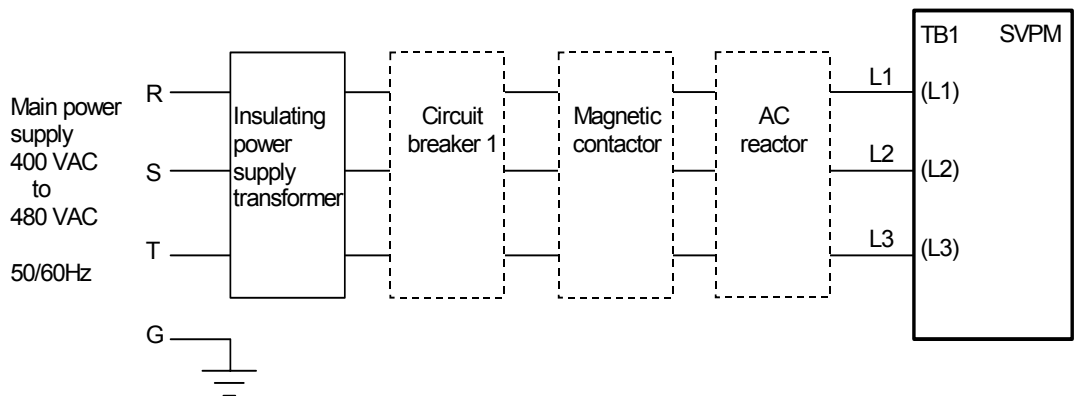 TB1 SVPM
L1 (L1)
R
Main power
supply
400 VAC
to
480 VAC
50/60Hz
Insulating
power
supply
transformer
Circuit
breaker 1
Magnetic
contactor
AC
reactor
S
L2 (L2)
T
L3 (L3)
G